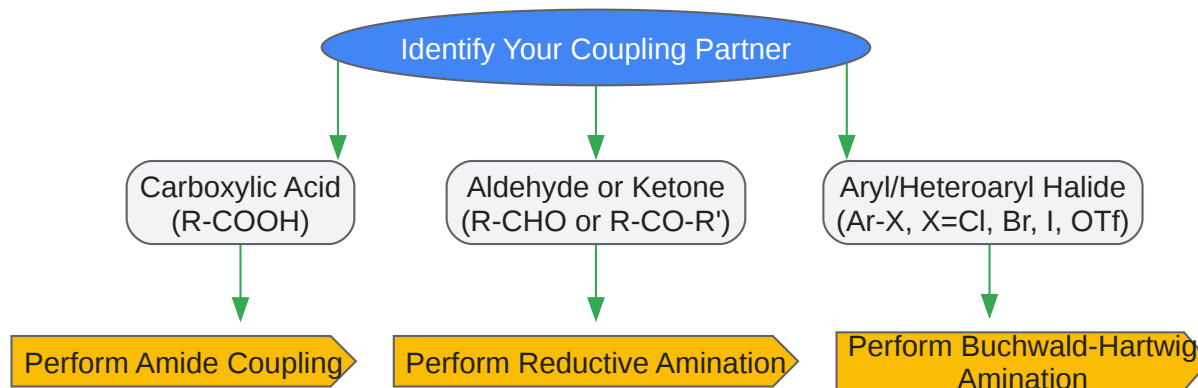 Identify Your Coupling Partner
Carboxylic Acid
(R-COOH)
Aldehyde or Ketone
(R-CHO or R-CO-R')
Aryl/Heteroaryl Halide
(Ar-X, X=Cl, Br, I, OTf)
Perform Amide Coupling
Perform Reductive Amination
Perform Buchwald-Hartwig
Amination